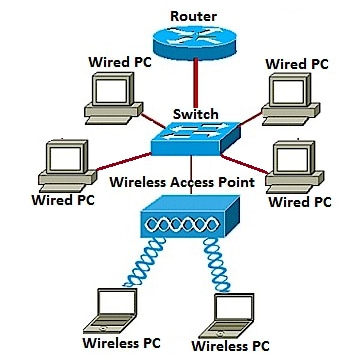 Router
Wired PC
Wired PC
Switch
Wireless Access Point
Wired PC
Wired PC
Wireless PC
Wireless PC